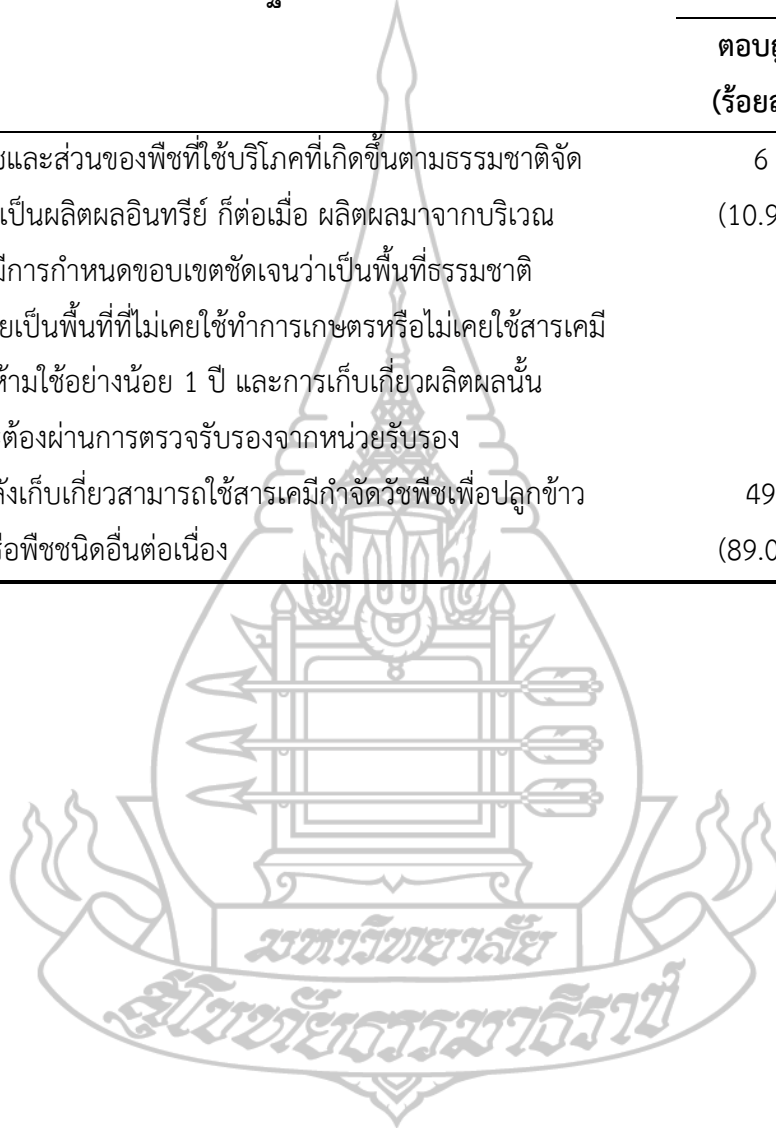 (ร้อย
และส่วนของพืชที่ใช้บริโภคที่เกิดขึ้นตามธรรมชาติจัด 6
เป็นผลิตผลอินทรีย์ ก็ต่อเมื่อ ผลิตผลมาจากบริเวณ (10.9
มีการกำหนดขอบเขตชัดเจนว่าเป็นพื้นที่ธรรมชาติ
เป็นพื้นที่ที่ไม่เคยใช้ทำการเกษตรหรือไม่เคยใช้สารเคมี
ห้ามใช้อย่างน้อย 1 ปี และการเก็บเกี่ยวผลิตผลนั้น
ต้องผ่านการตรวจรับรองจากหน่วยรับรอง
ังเก็บเกี่ยวสามารถใช้สารเคมีกำจัดวัชพืชเพื่อปลูกข้าว 49
อพืชชนิดอื่นต่อเนื่อง (89.0
มหาวิทยาลัย
สุโขทัยธรรมาธิราช